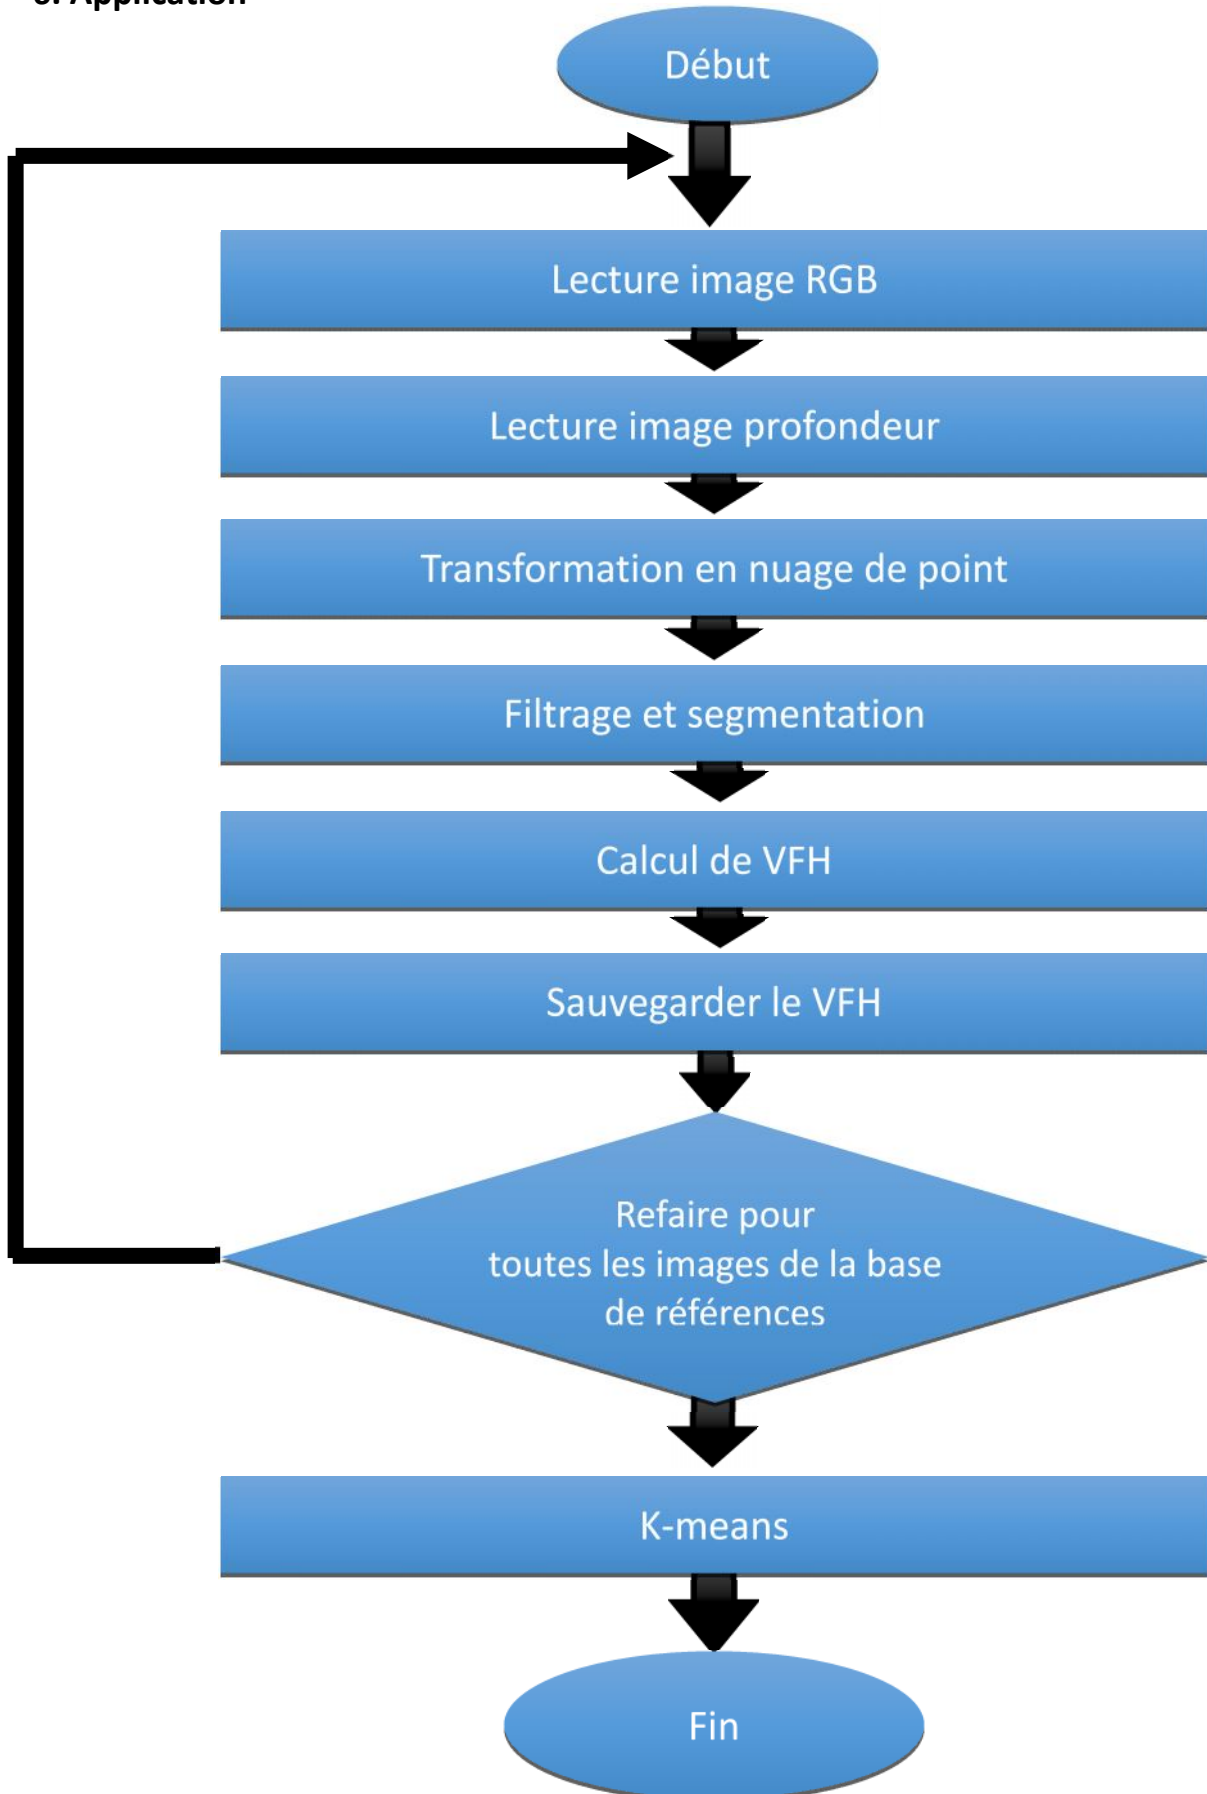 Application
Début
Lecture image RGB
Lecture image profondeur
Transformation en nuage de point
Filtrage et segmentation
Calcul de VFH
Sauvegarder le VFH
Refaire pour
toutes les images de la base
de références
K-means
Fin